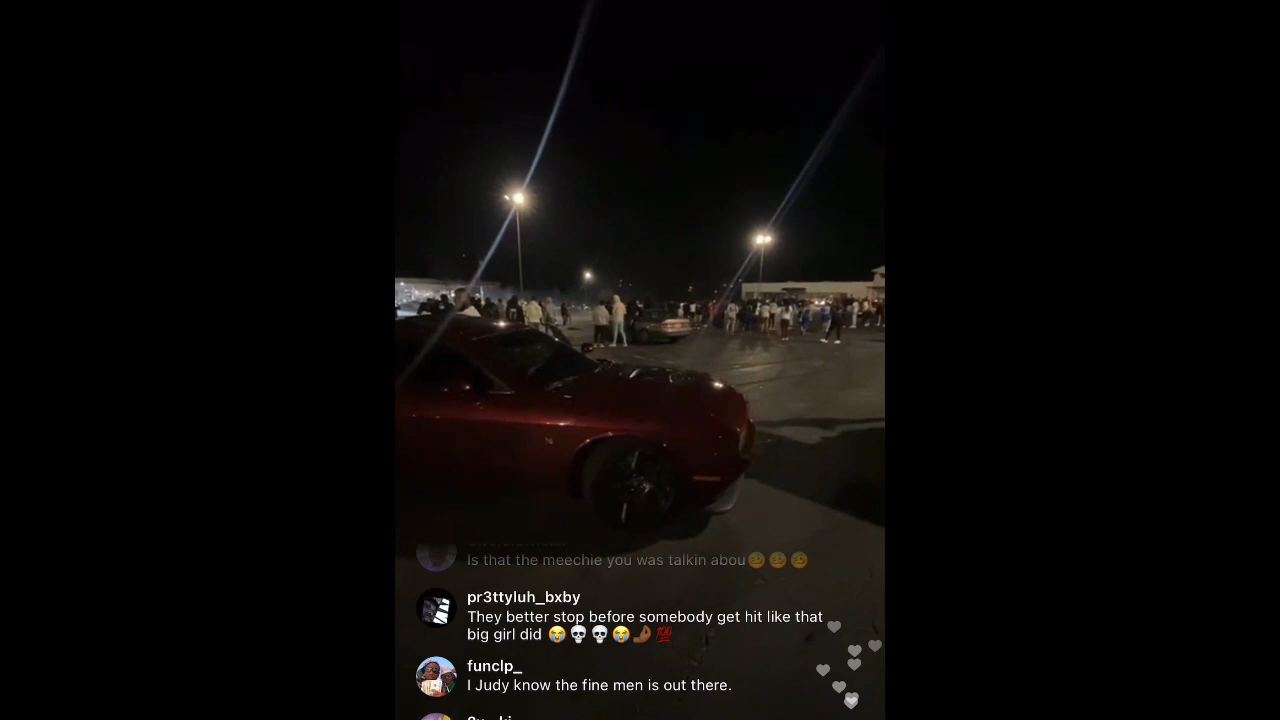 Is that the meechie you was talkin abou🥴🥴🥴
pr3ttyluh_bxby
They better stop before somebody get hit like that
big girl did 😭💀💀😭🤌🏾💯
funclp_
I Judy know the fine men is out there.